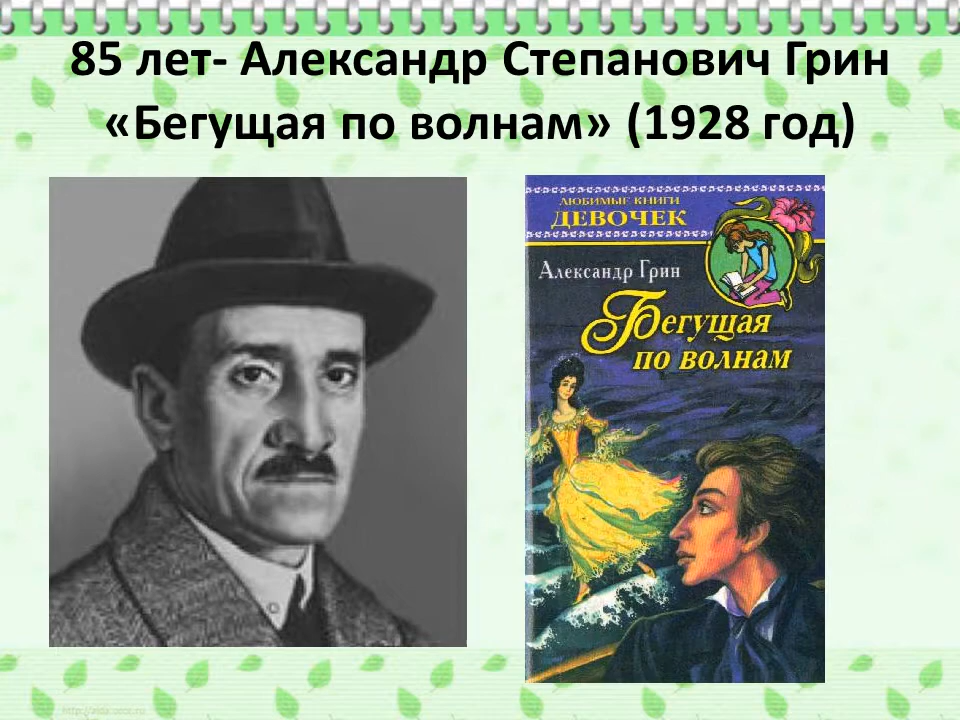 85 лет- Александр Степанович Грин
«Бегущая по волнам» (1928 год)
ЛЮБИМЫЕ КНИГИ
ДЕВОЧЕК
Александр Грин
Бегущая
по волнам